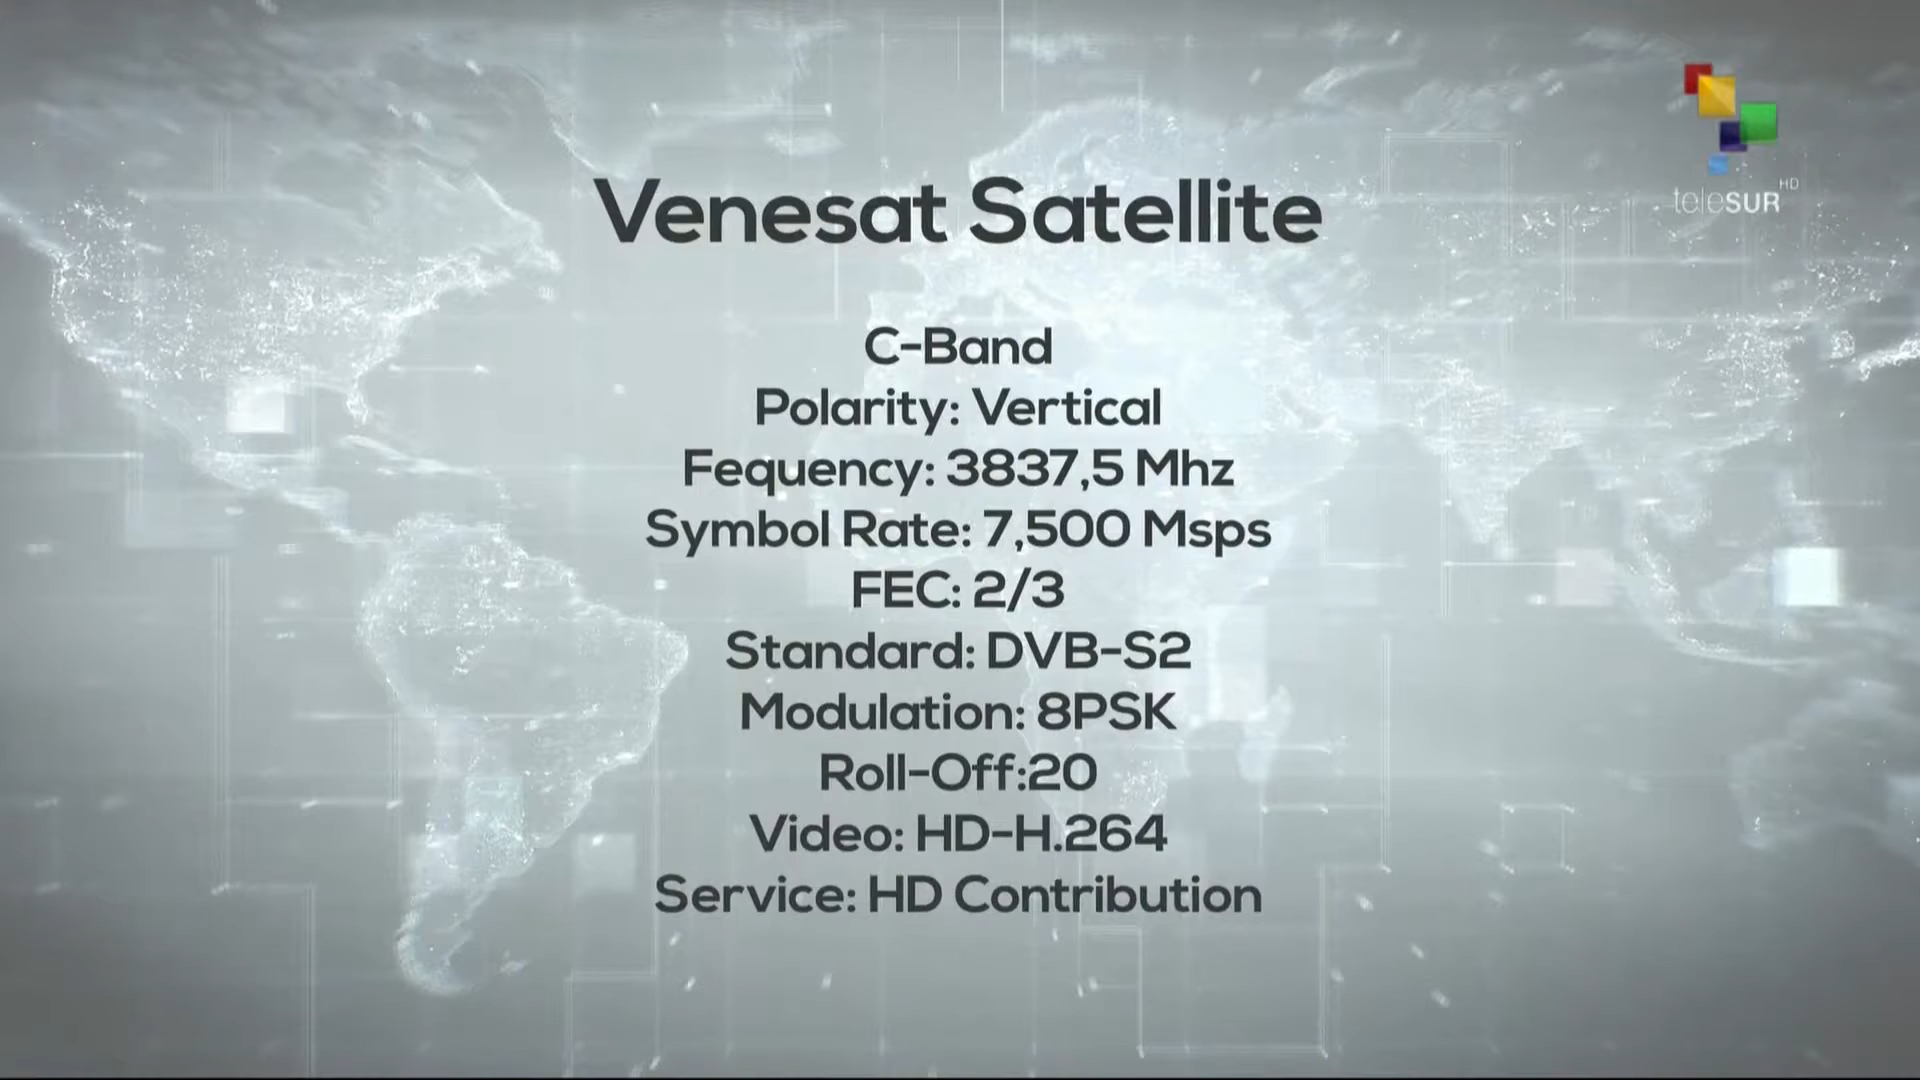 HD
teleSUR
Venesat Satellite
C-Band
Polarity: Vertical
Fequency: 3837,5 Mhz
Symbol Rate: 7,500 Msps
FEC: 2/3
Standard: DVB-S2
Modulation: 8PSK
Roll-Off:20
Video: HD-H.264
Service: HD Contribution